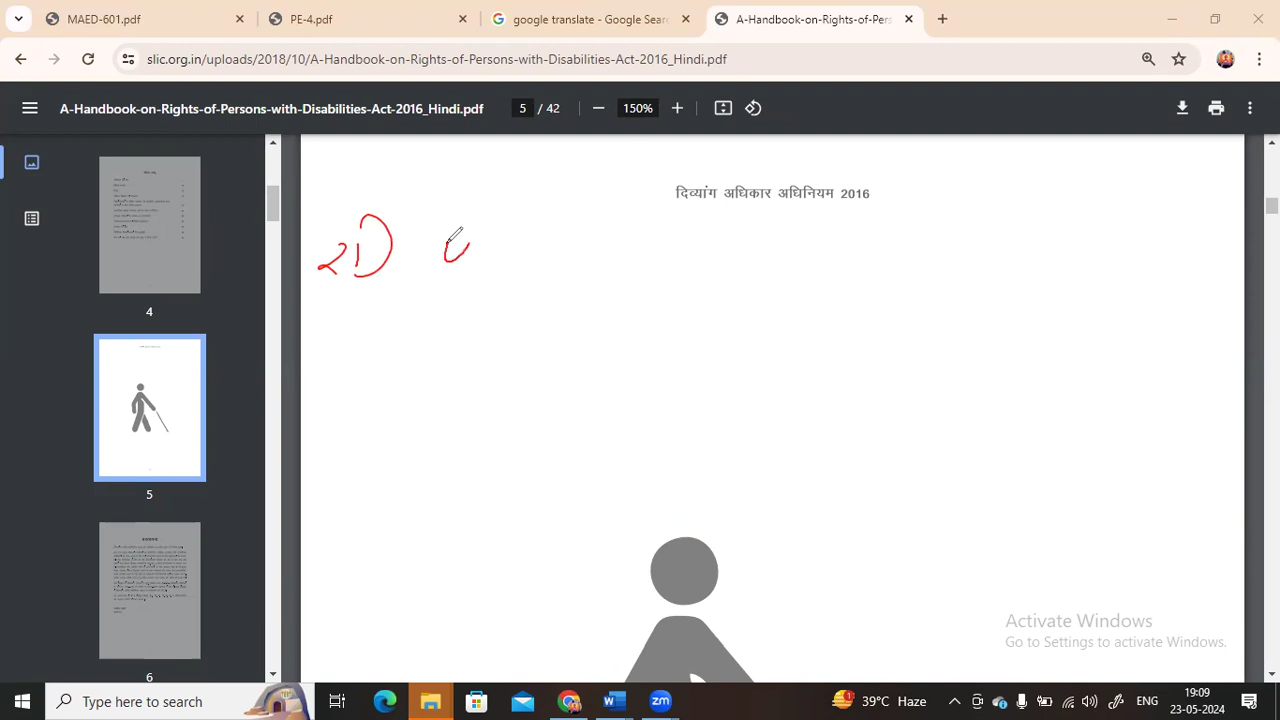 MAED-601.pdf
PE-4.pdf
google translate - Google Sear
A-Handbook-on-Rights-of-Pers
slic.org.in/uploads/2018/10/A-Handbook-on-Rights-of-Persons-with-Disabilities-Act-2016_Hindi.pdf
A-Handbook-on-Rights-of-Persons-with-Disabilities-Act-2016_Hindi.pdf
5 / 42
150%
दिव्यांग अधिकार अधिनियम 2016
2D
4
5
6
Activate Windows
Go to Settings to activate Windows.
Type here to search
1
39°C Haze
ENG
19:09
23-05-2024